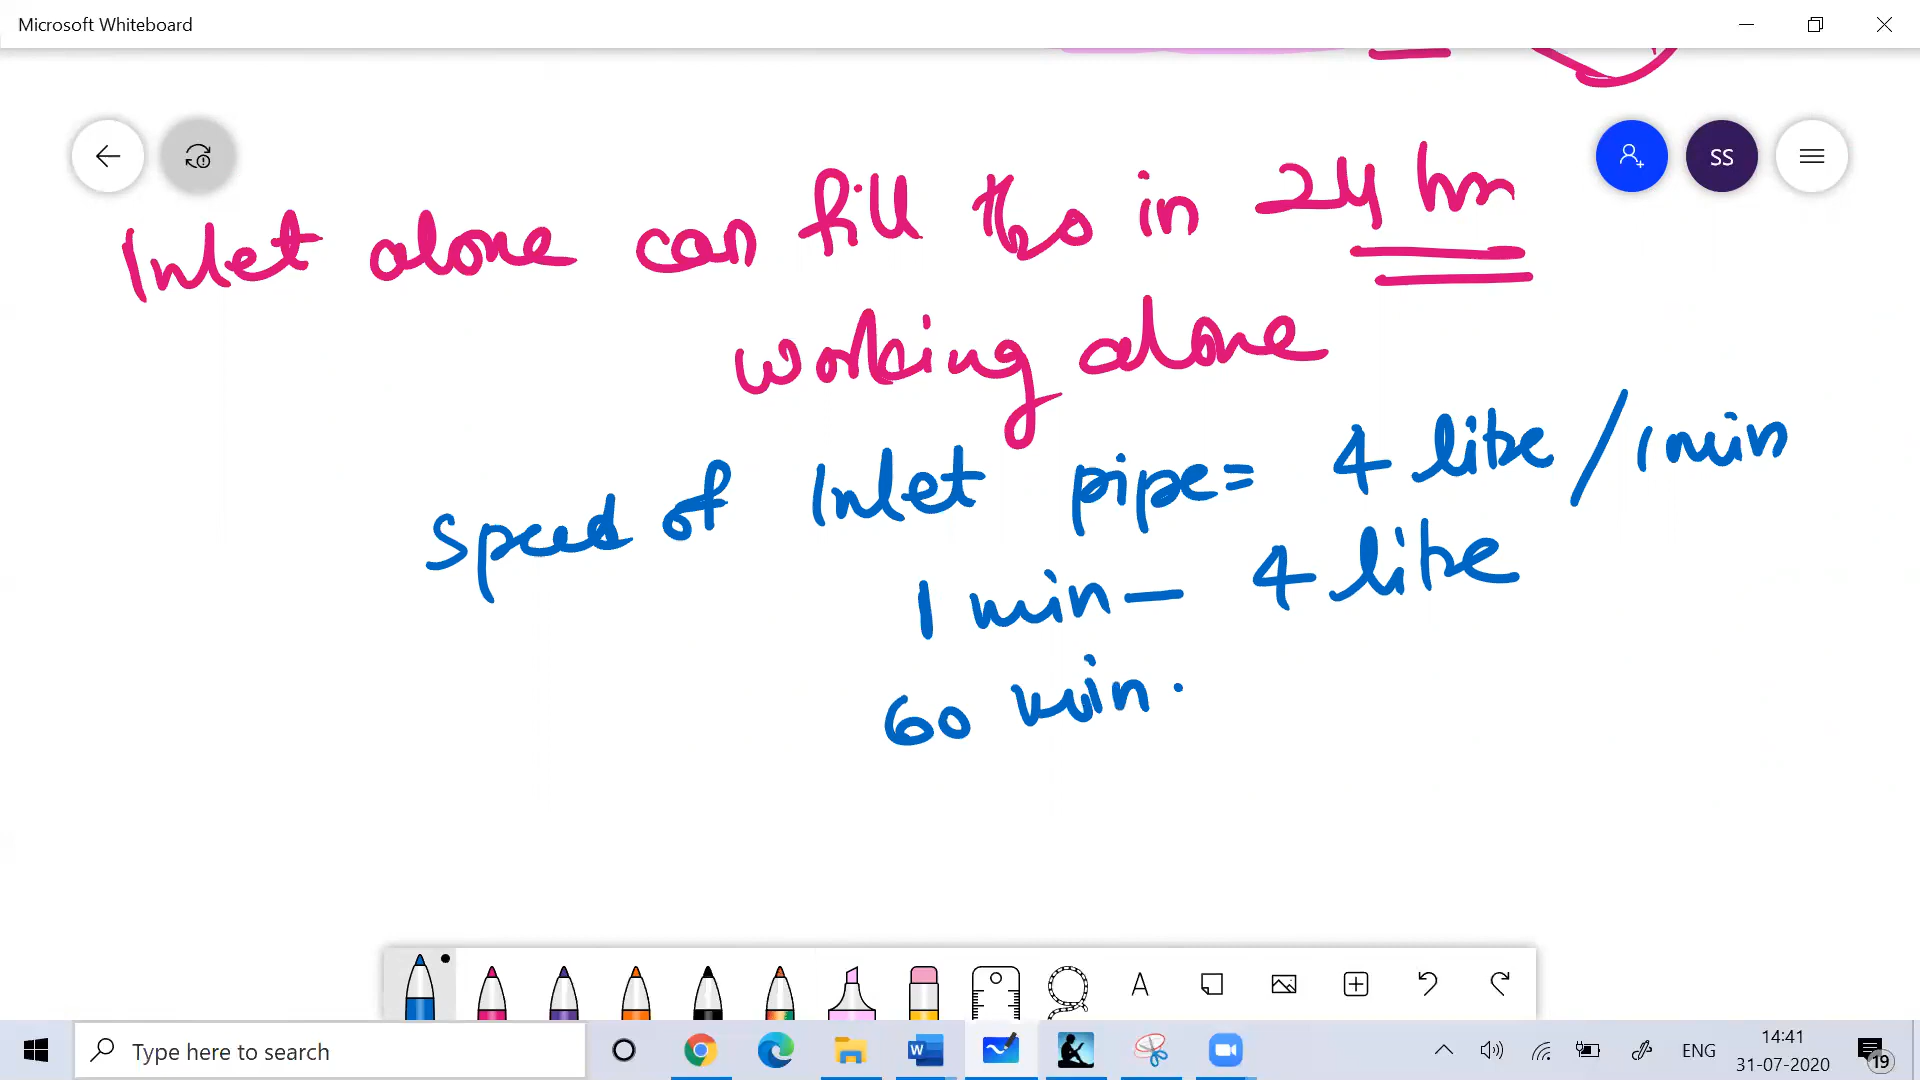 Microsoft Whiteboard
SS
Inlet alone can fill in 24 hrs
working alone
Speed of Inlet pipe = 4 litre / 1 min
1 min — 4 litre
60 min.
A
Type here to search
ENG
14:41
31-07-2020
19